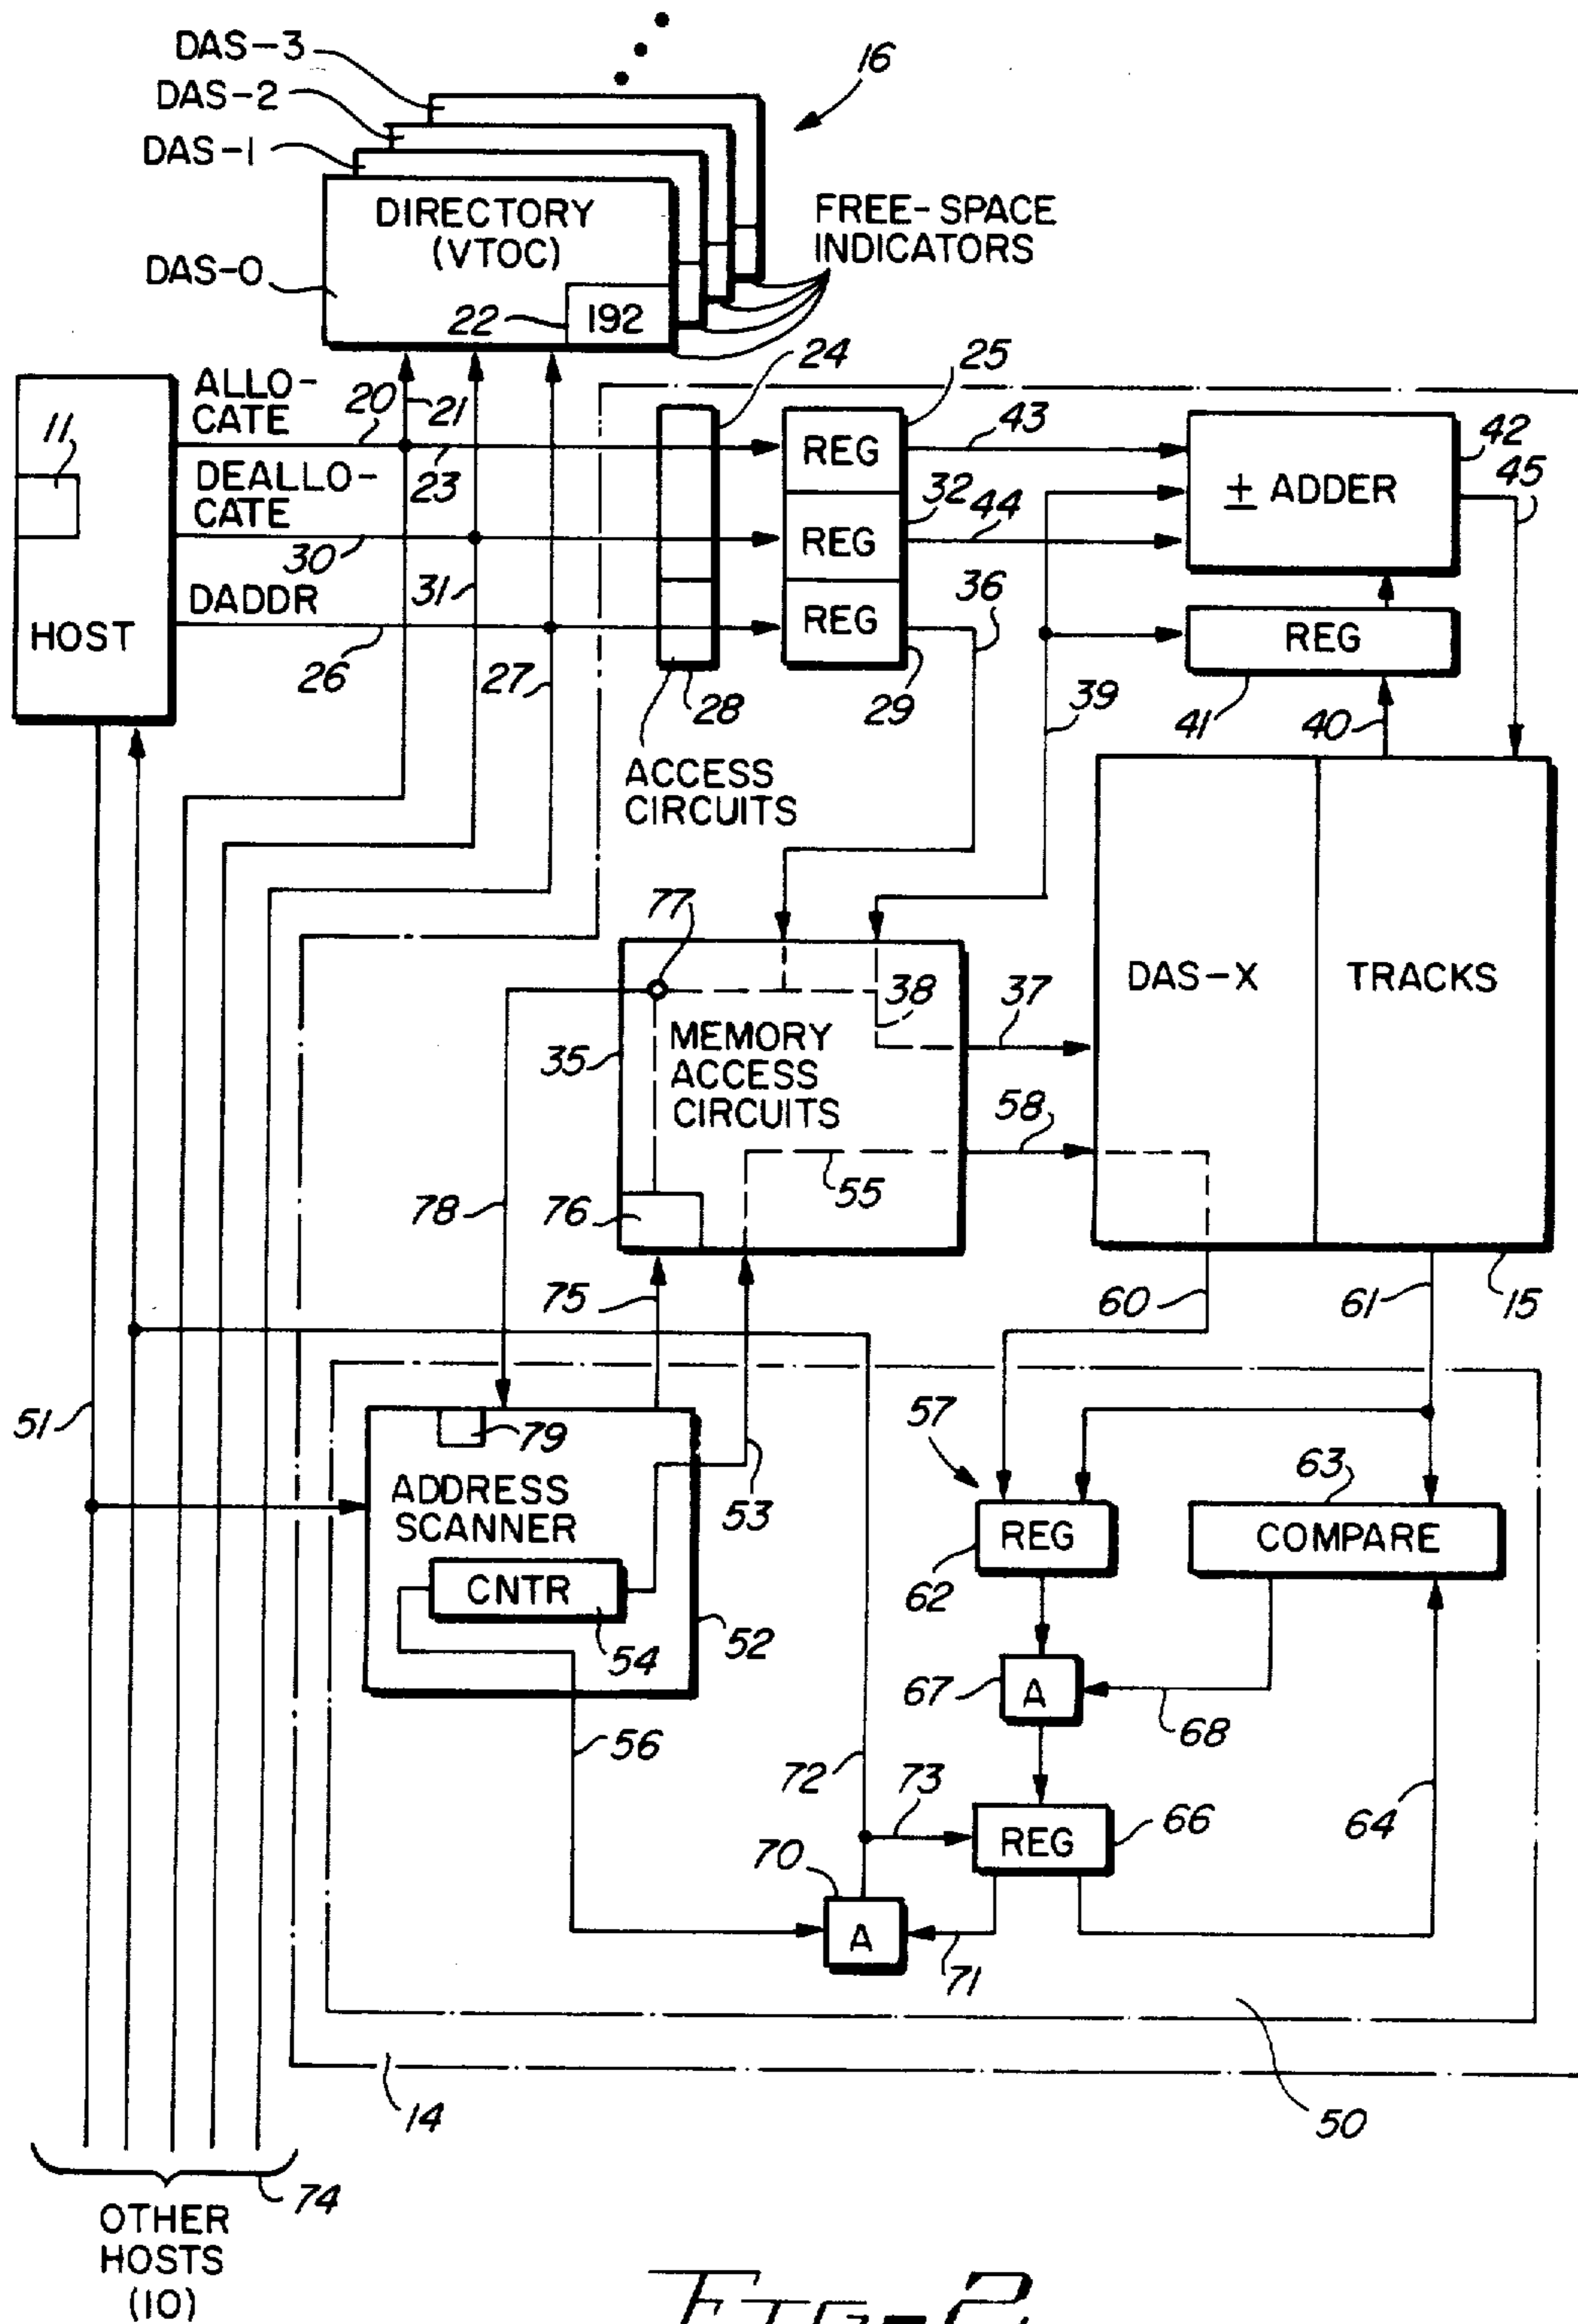 DAS-3
16
DAS-2
DAS-1
DIRECTORY
(VTOC)
FREE-SPACE
INDICATORS
DAS-0
22
192
24
25
ALLO-
CATE
20
21
23
11
REG
43
± ADDER
42
45
DEALLO-
CATE
30
31
32
REG
44
DADDR
HOST
26
27
28
REG
29
36
REG
39
41
40
ACCESS
CIRCUITS
77
38
37
35
MEMORY
ACCESS
CIRCUITS
DAS-X
TRACKS
58
55
78
76
75
60
61
15
51
79
57
53
63
ADDRESS
SCANNER
REG
COMPARE
CNTR
62
54
52
67
A
68
56
72
73
REG
66
64
70
A
71
14
50
74
OTHER
HOSTS
(10)
FIG-2